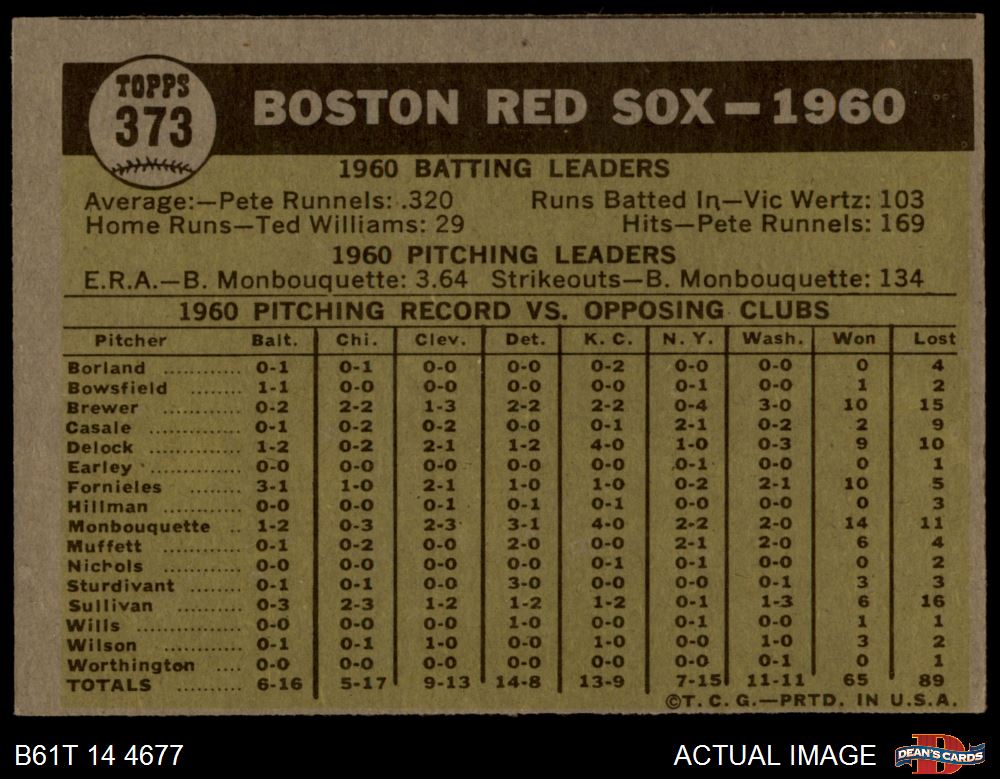 TOPPS
373
BOSTON RED SOX — 1960
1960 BATTING LEADERS
Average:—Pete Runnels: .320 Runs Batted In—Vic Wertz: 103
Home Runs—Ted Williams: 29 Hits—Pete Runnels: 169
1960 PITCHING LEADERS
E.R.A.—B. Monbouquette: 3.64 Strikeouts—B. Monbouquette: 134
1960 PITCHING RECORD VS. OPPOSING CLUBS
Pitcher Balt. Chi. Clev. Det. K. C. N. Y. Wash. Won Lost
Borland ............ 0-1 0-1 0-0 0-0 0-2 0-0 0-0 0 4
Bowsfield ............ 1-1 0-0 0-0 0-0 0-0 0-1 0-0 1 2
Brewer ............ 0-2 2-2 1-3 2-2 2-2 0-4 3-0 10 15
Casale ............ 0-1 0-2 0-2 0-0 0-1 2-1 0-2 2 9
Delock ............ 1-2 0-2 2-1 1-2 4-0 1-0 0-3 9 10
Earley ............ 0-0 0-0 0-0 0-0 0-0 0-1 0-0 0 1
Fornieles ........ 3-1 1-0 2-1 1-0 1-0 0-2 2-1 10 5
Hillman ............ 0-0 0-0 0-1 0-1 0-1 0-0 0-0 0 3
Monbouquette .. 1-2 0-3 2-3 3-1 4-0 2-2 2-0 14 11
Muffett ............ 0-1 0-2 0-0 2-0 0-0 2-1 2-0 6 4
Nichols ............ 0-0 0-0 0-0 0-0 0-1 0-1 0-0 0 2
Sturdivant ........ 0-1 0-1 0-0 3-0 0-0 0-0 0-1 3 3
Sullivan .......... 0-3 2-3 1-2 1-2 1-2 0-1 1-3 6 16
Wills ................ 0-0 0-0 0-0 1-0 0-0 0-1 0-0 1 1
Wilson ............ 0-1 0-1 1-0 0-0 1-0 0-0 1-0 3 2
Worthington .... 0-0 0-0 0-0 0-0 0-0 0-0 0-1 0 1
TOTALS .......... 6-16 5-17 9-13 14-8 13-9 7-15 11-11 65 89
©T. C. G.—PRTD. IN U.S.A.
B61T 14 4677 ACTUAL IMAGE
DEAN'S CARDS